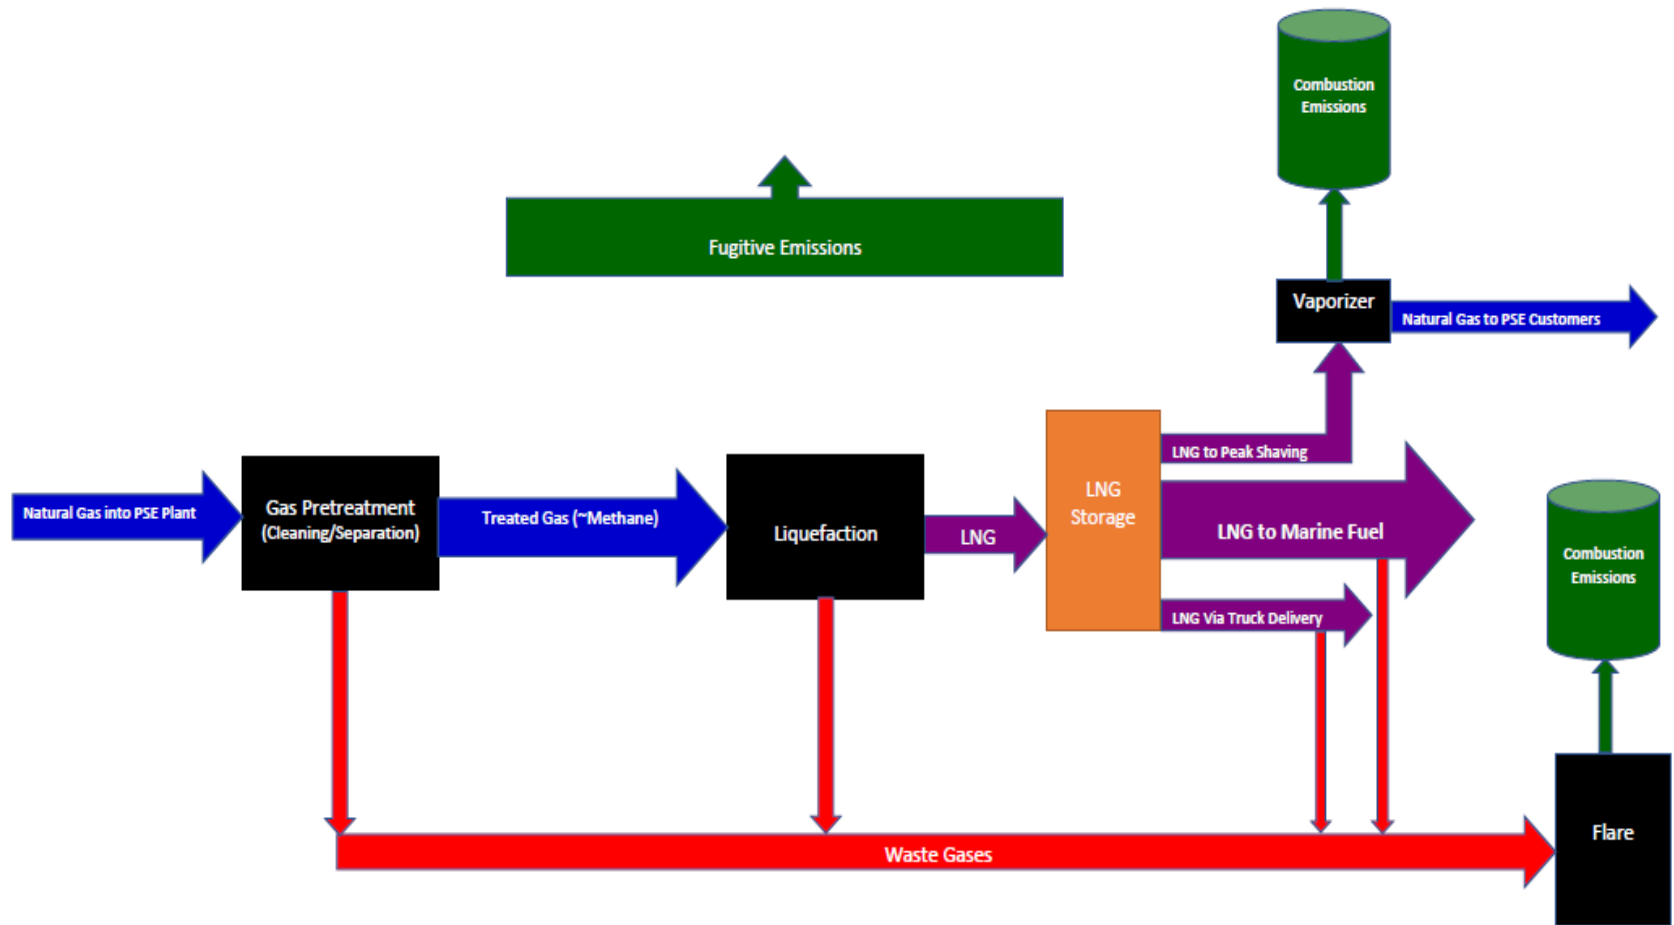 Combustion
Emissions
Fugitive Emissions
Vaporizer
Natural Gas to PSE Customers
LNG to Peak Shaving
Natural Gas into PSE Plant
Gas Pretreatment
(Cleaning/Separation)
Treated Gas (~Methane)
Liquefaction
LNG
LNG
Storage
LNG to Marine Fuel
LNG Via Truck Delivery
Combustion
Emissions
Waste Gases
Flare